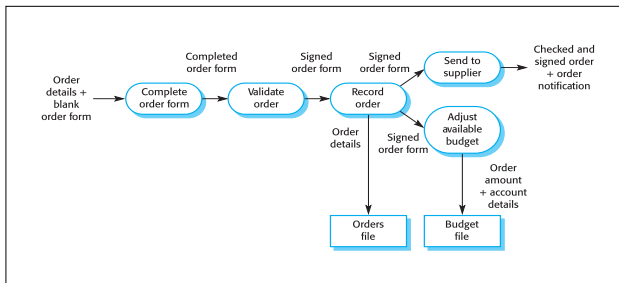 Order
details +
blank
order form
Complete
order form
Completed
order form
Validate
order
Signed
order form
Record
order
Signed
order form
Send to
supplier
Checked and
signed order
+ order
notification
Order
details
Signed
order form
Adjust
available
budget
Order
amount
+ account
details
Orders
file
Budget
file